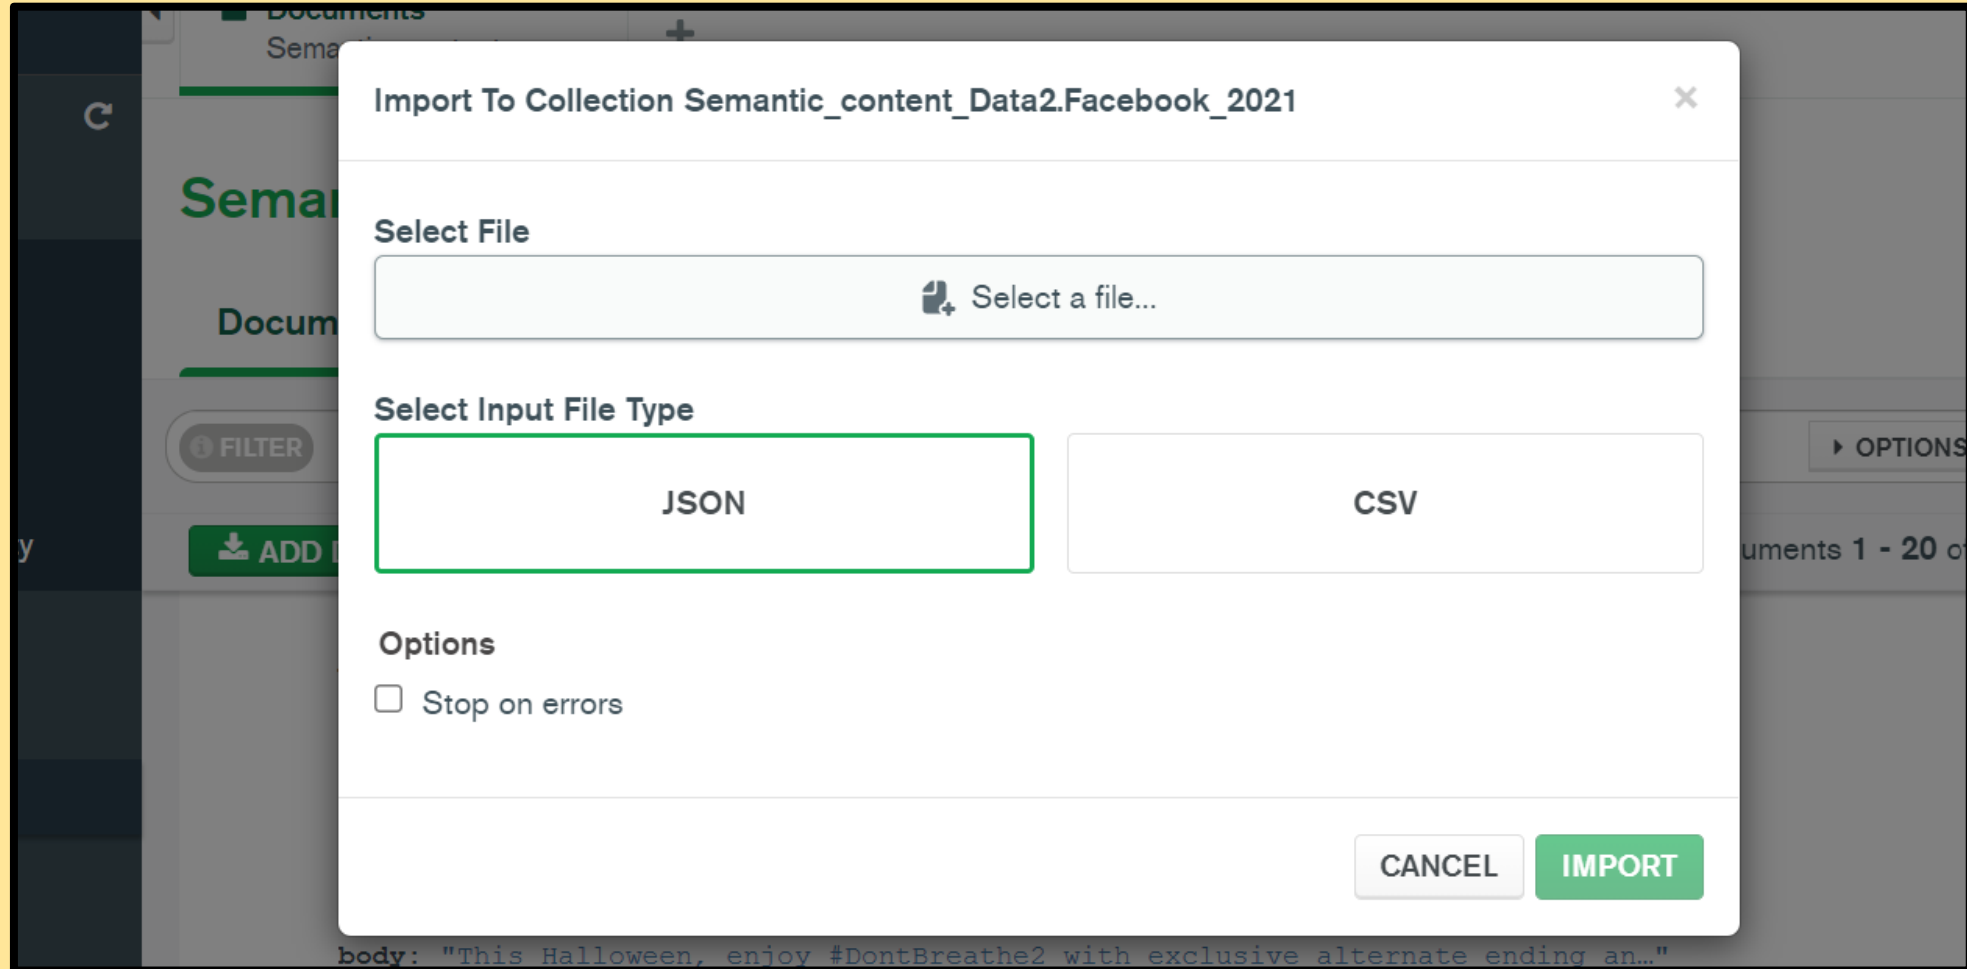 Documents
Import To Collection Semantic_content_Data2.Facebook_2021 ×
Select File
Select a file...
Docum
Select Input File Type
FILTER
JSON
CSV
OPTIONS
y
ADD
uments 1 - 20 of
Options
Stop on errors
CANCEL
IMPORT
body: "This Halloween, enjoy #DontBreathe2 with exclusive alternate ending an…"